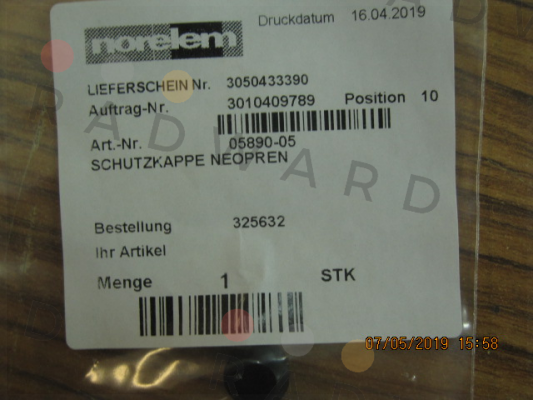 norelem
Druckdatum 16.04.2019
LIEFERSCHEIN Nr. 3050433390
Auftrag-Nr. 3010409789 Position 10
Art.-Nr. 05890-05
SCHUTZKAPPE NEOPREN
PADWARD
Bestellung 325632
Ihr Artikel
Menge 1 STK
07/05/2019 15:58